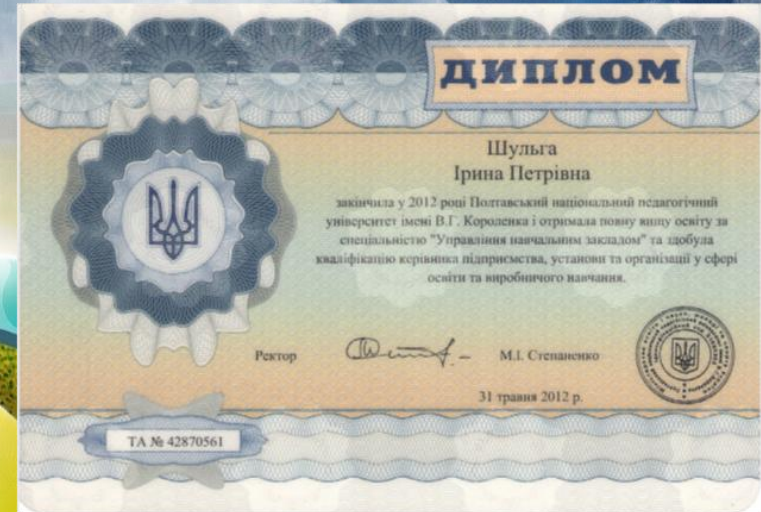 ДИПЛОМ
Шульга
Ірина Петрівна
закінчила у 2012 році Полтавський національний педагогічний
університет імені В.Г. Короленка і отримала повну вищу освіту за
спеціальністю "Управління навчальним закладом" та здобула
кваліфікацію керівника підприємства, установи та організації у сфері
освіти та виробничого навчання.
Ректор М.І. Степаненко
31 травня 2012 р.
ТА № 42870561